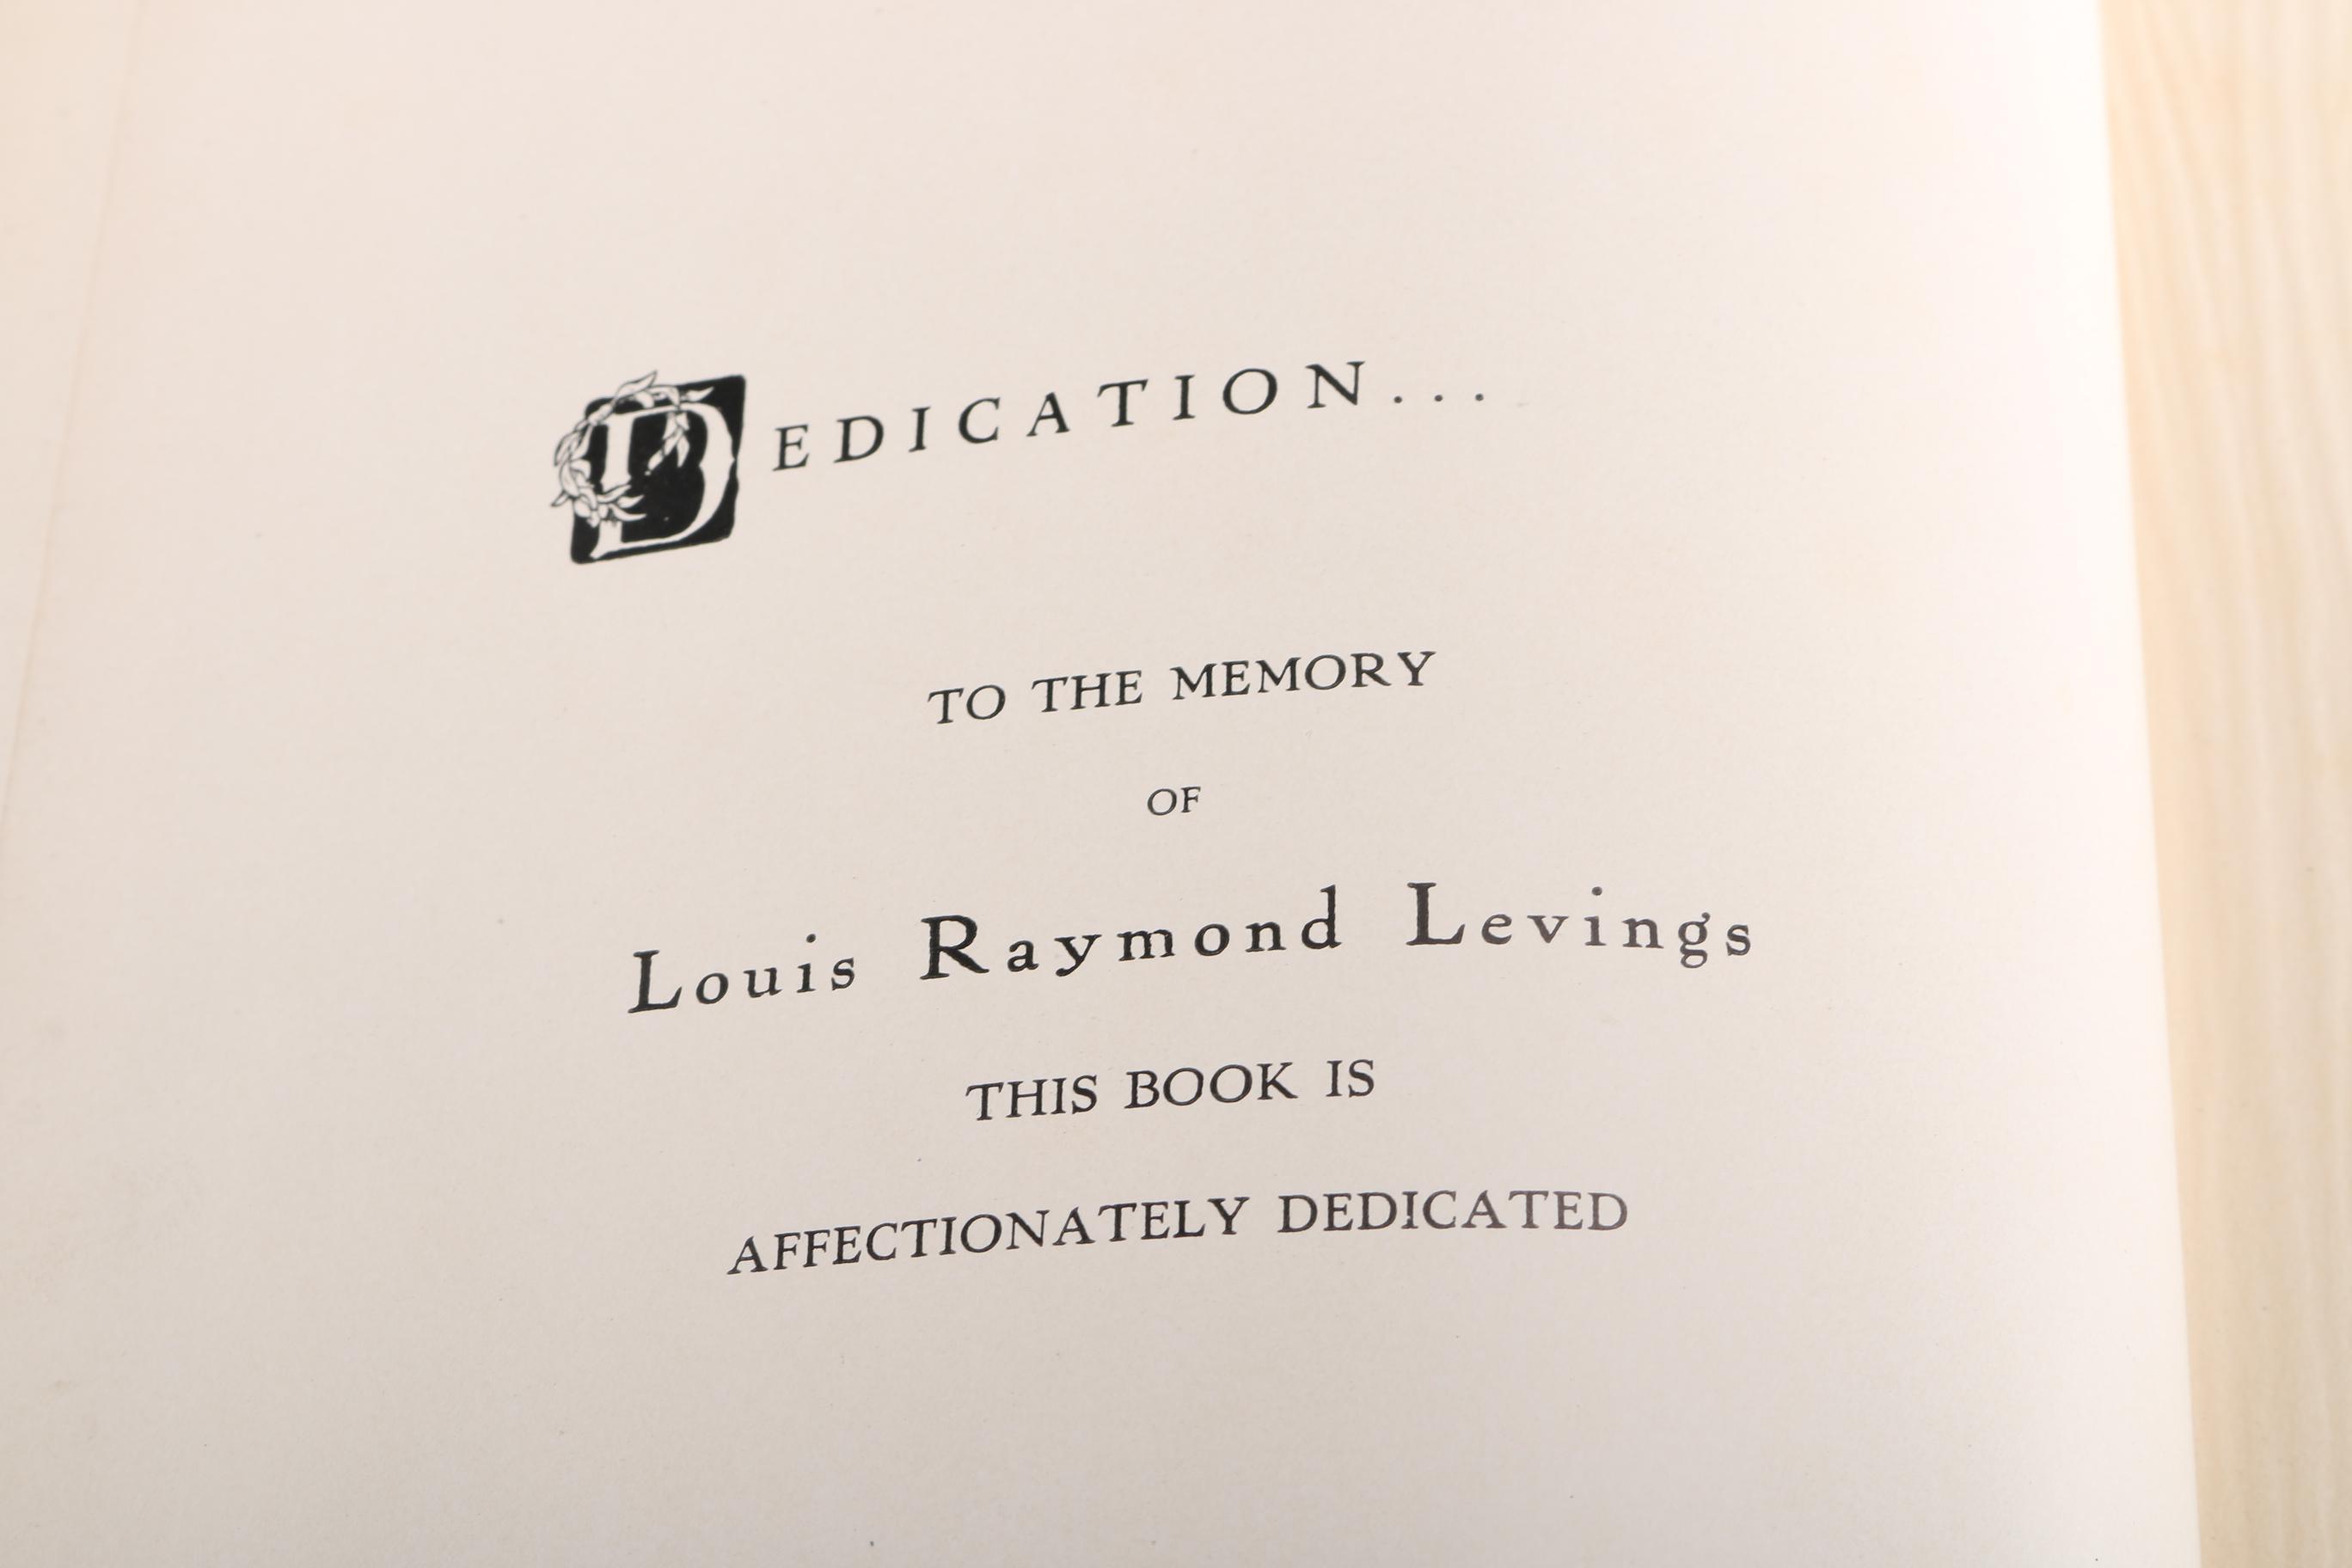 DEDICATION...
TO THE MEMORY
OF
Louis Raymond Levings
THIS BOOK IS
AFFECTIONATELY DEDICATED